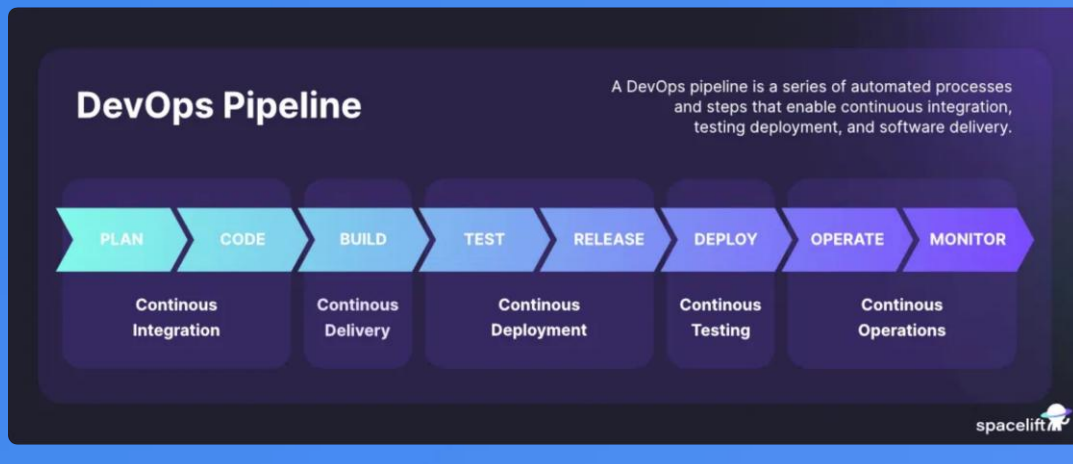 DevOps Pipeline
A DevOps pipeline is a series of automated processes
and steps that enable continuous integration,
testing deployment, and software delivery.
PLAN
CODE
BUILD
TEST
RELEASE
DEPLOY
OPERATE
MONITOR
Continous
Integration
Continous
Delivery
Continous
Deployment
Continous
Testing
Continous
Operations
spacelift